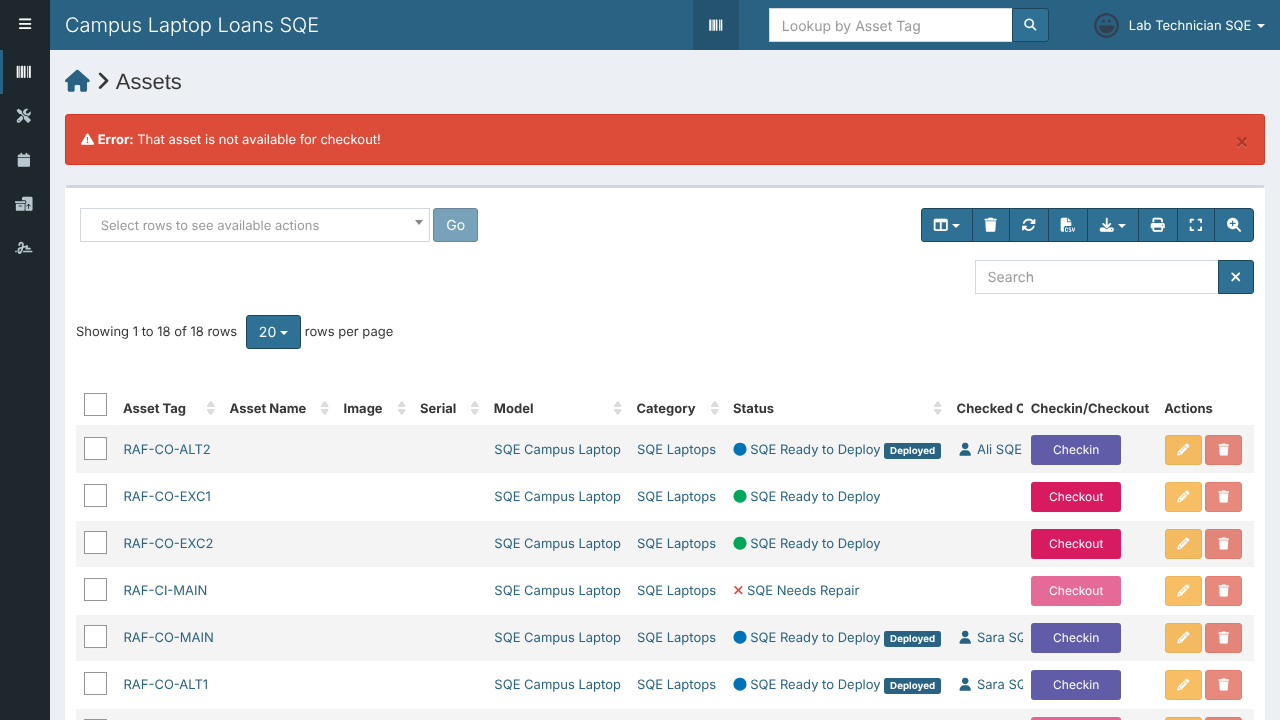 Campus Laptop Loans SQE
Lookup by Asset Tag
Lab Technician SQE
Assets
Error: That asset is not available for checkout!
×
Select rows to see available actions
Go
CSV
Search
Showing 1 to 18 of 18 rows 20 rows per page
Asset Tag Asset Name Image Serial Model Category Status Checked O Checkin/Checkout Actions
RAF-CO-ALT2 SQE Campus Laptop SQE Laptops SQE Ready to Deploy Deployed Ali SQE Checkin
RAF-CO-EXC1 SQE Campus Laptop SQE Laptops SQE Ready to Deploy Checkout
RAF-CO-EXC2 SQE Campus Laptop SQE Laptops SQE Ready to Deploy Checkout
RAF-CI-MAIN SQE Campus Laptop SQE Laptops SQE Needs Repair Checkout
RAF-CO-MAIN SQE Campus Laptop SQE Laptops SQE Ready to Deploy Deployed Sara SQ Checkin
RAF-CO-ALT1 SQE Campus Laptop SQE Laptops SQE Ready to Deploy Deployed Sara SQ Checkin